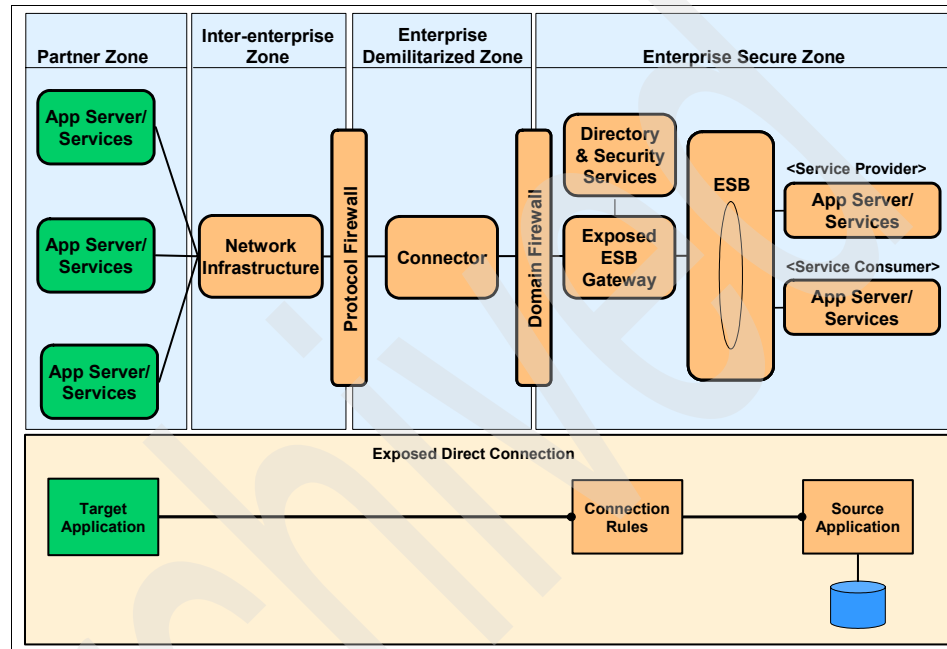 Partner Zone
Inter-enterprise
Zone
Enterprise
Demilitarized Zone
Enterprise Secure Zone
App Server/
Services
App Server/
Services
App Server/
Services
Network
Infrastructure
Protocol Firewall
Connector
Domain Firewall
Directory
& Security
Services
Exposed
ESB
Gateway
ESB
<Service Provider>
App Server/
Services
<Service Consumer>
App Server/
Services
Exposed Direct Connection
Target
Application
Connection
Rules
Source
Application